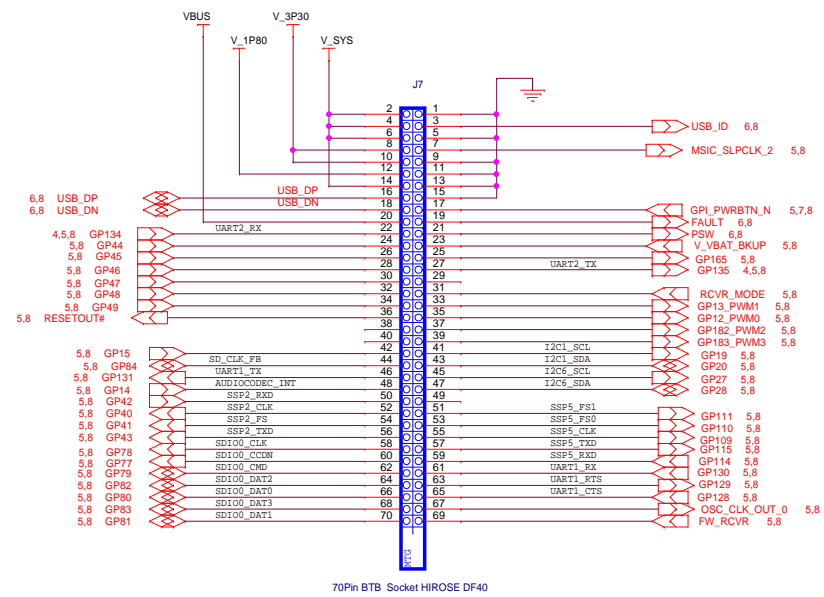 VBUS V_3P30
V_1P80 V_SYS
J7
2 1
4 3 USB_ID 6,8
6 5
8 7 MSIC_SLPCLK_2 5,8
10 9
12 11
14 13
6,8 USB_DP USB_DP 16 15
6,8 USB_DN USB_DN 18 17 GPI_PWRBTN_N 5,7,8
20 19 FAULT 6,8
4,5,8 GP134 UART2_RX 22 21 PSW 6,8
5,8 GP44 24 23 V_VBAT_BKUP 5,8
5,8 GP45 26 25 GP165 5,8
5,8 GP46 28 27 UART2_TX GP135 4,5,8
5,8 GP47 30 29
5,8 GP48 32 31 RCVR_MODE 5,8
5,8 GP49 34 33 GP13_PWM1 5,8
5,8 RESETOUT# 36 35 GP12_PWM0 5,8
38 37 GP182_PWM2 5,8
40 39 GP183_PWM3 5,8
5,8 GP15 42 41 I2C1_SCL GP19 5,8
5,8 GP84 SD_CLK_FB 44 43 I2C1_SDA GP20 5,8
5,8 GP131 UART1_TX 46 45 I2C6_SCL GP27 5,8
5,8 GP14 AUDIOCODEC_INT 48 47 I2C6_SDA GP28 5,8
5,8 GP42 SSP2_RXD 50 49
5,8 GP40 SSP2_CLK 52 51 SSP5_FS1 GP111 5,8
5,8 GP41 SSP2_FS 54 53 SSP5_FS0 GP110 5,8
5,8 GP43 SSP2_TXD 56 55 SSP5_CLK GP109 5,8
5,8 GP78 SDIO0_CLK 58 57 SSP5_TXD GP115 5,8
5,8 GP77 SDIO0_CCDN 60 59 SSP5_RXD GP114 5,8
5,8 GP79 SDIO0_CMD 62 61 UART1_RX GP130 5,8
5,8 GP82 SDIO0_DAT2 64 63 UART1_RTS GP129 5,8
5,8 GP80 SDIO0_DAT0 66 65 UART1_CTS GP128 5,8
5,8 GP83 SDIO0_DAT3 68 67 OSC_CLK_OUT_0 5,8
5,8 GP81 SDIO0_DAT1 70 69 FW_RCVR 5,8
MTG
70Pin BTB Socket HIROSE DF40